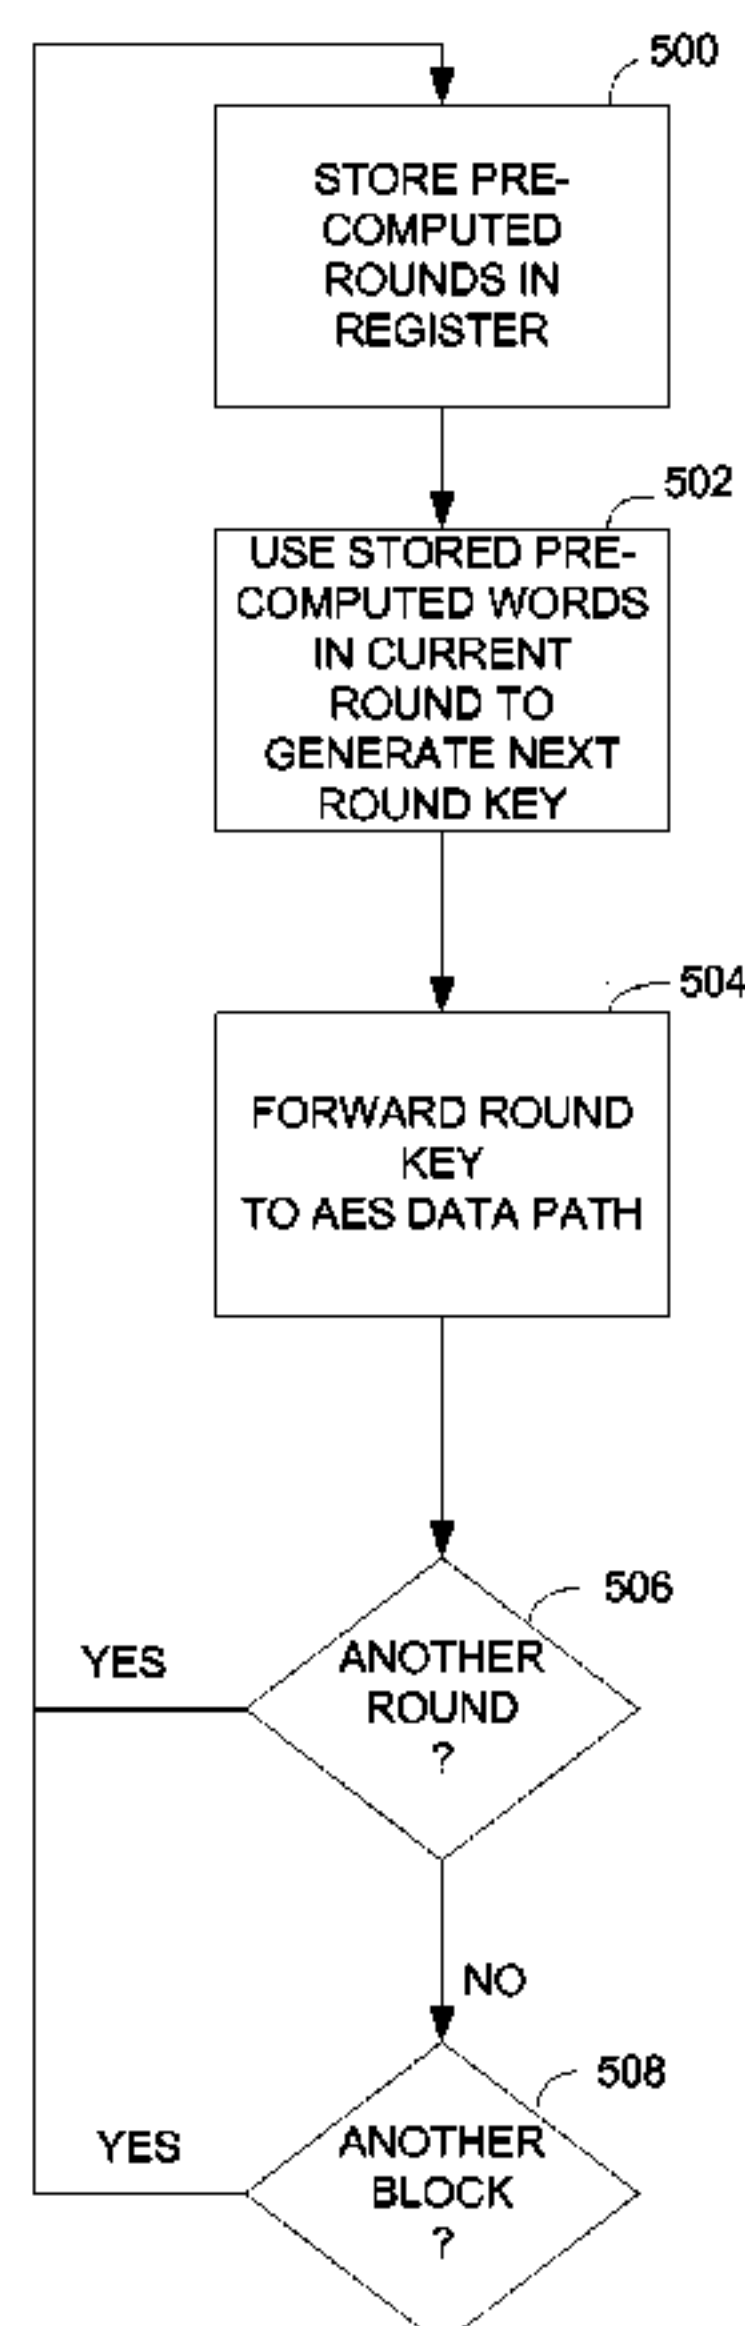 500
STORE PRE-
COMPUTED
ROUNDS IN
REGISTER
502
USE STORED PRE-
COMPUTED WORDS
IN CURRENT
ROUND TO
GENERATE NEXT
ROUND KEY
504
FORWARD ROUND
KEY
TO AES DATA PATH
506
ANOTHER
ROUND
?
YES
NO
508
ANOTHER
BLOCK
?
YES